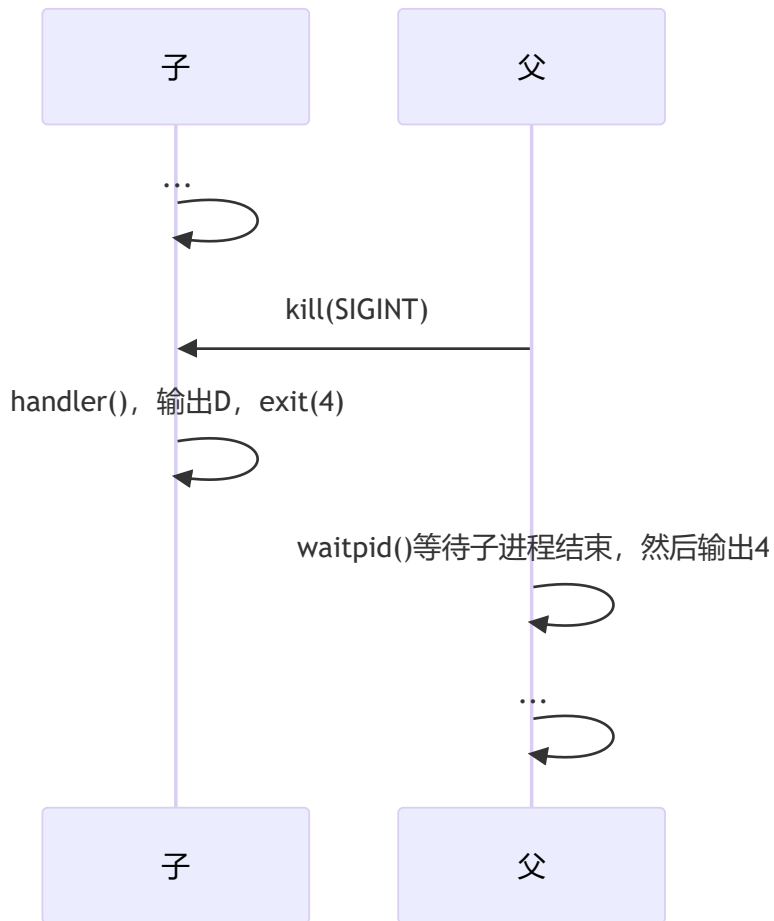 子
父
...
kill(SIGINT)
handler()，输出D，exit(4)
waitpid()等待子进程结束，然后输出4
...
子
父